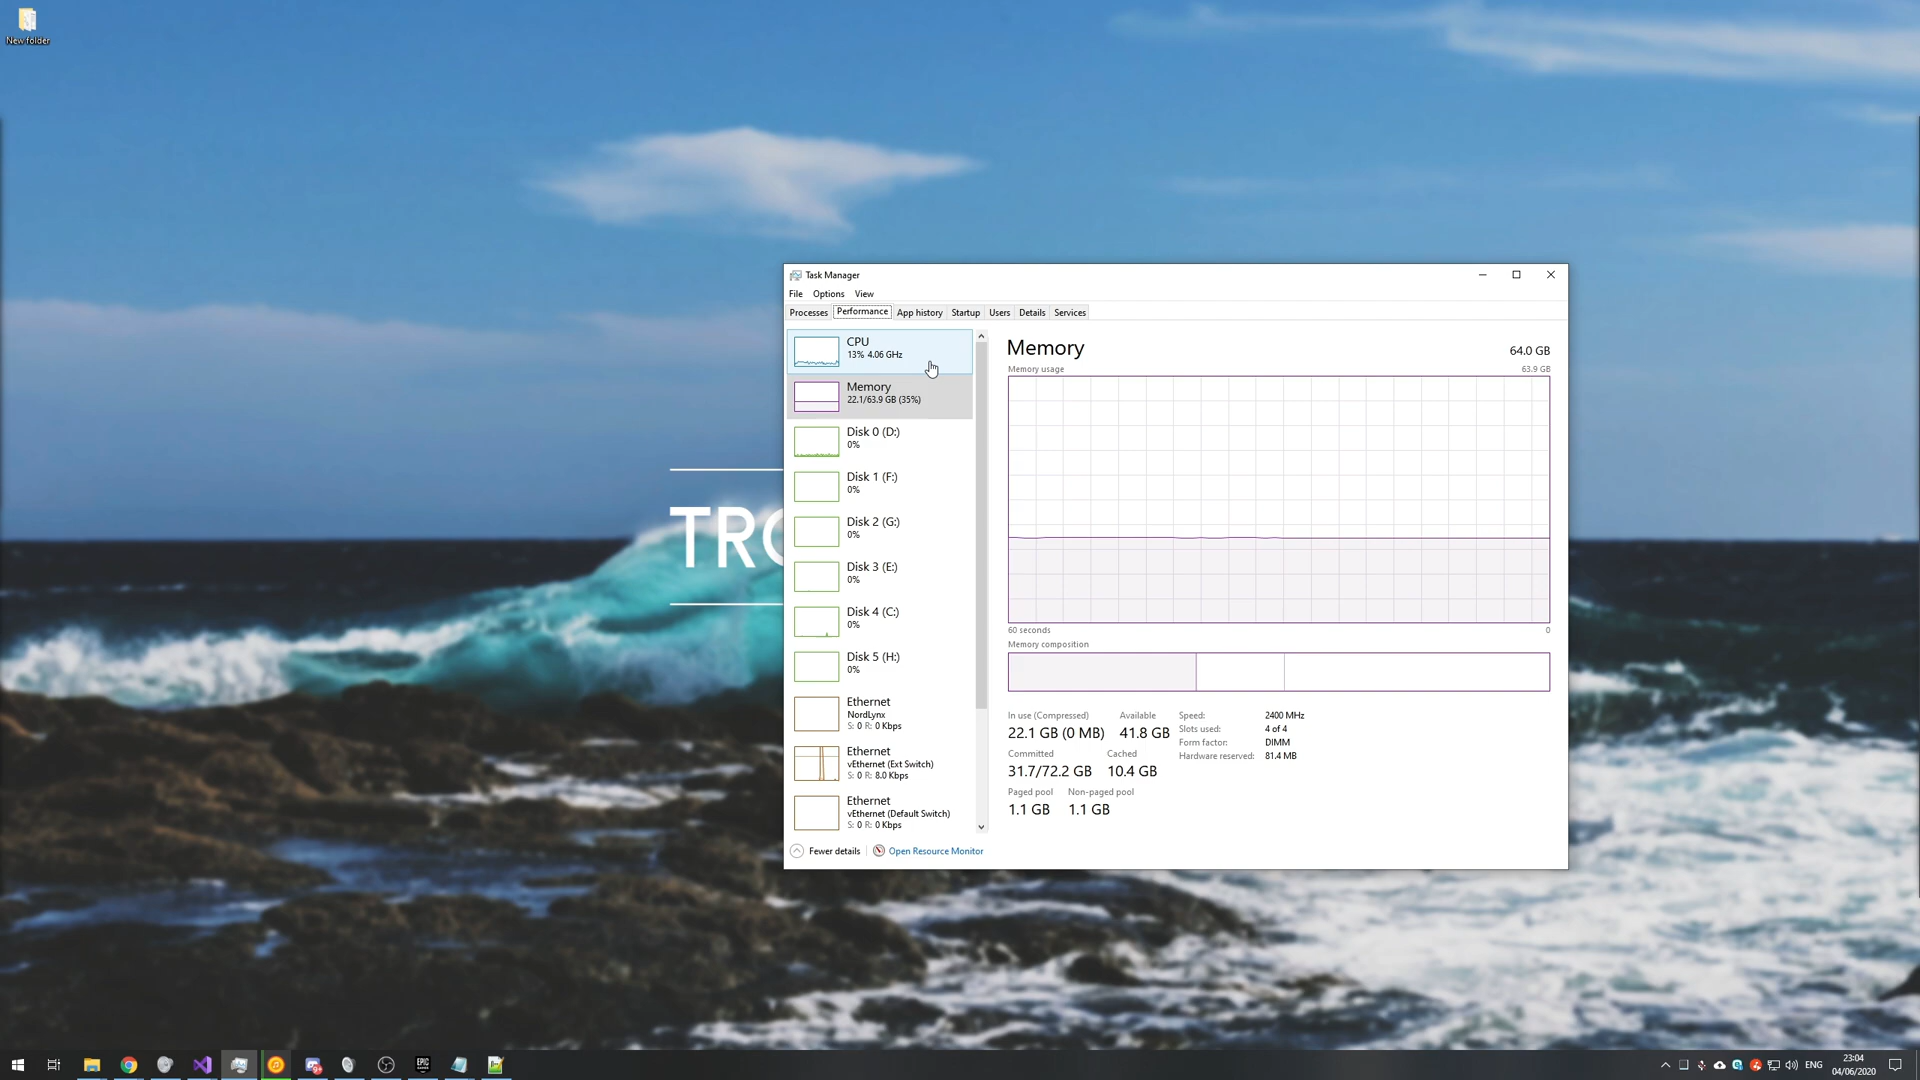 New folder
TRO
Task Manager
File Options View
Processes Performance App history Startup Users Details Services
CPU
13% 4.06 GHz
Memory
22.1/63.9 GB (35%)
Disk 0 (D:)
0%
Disk 1 (F:)
0%
Disk 2 (G:)
0%
Disk 3 (E:)
0%
Disk 4 (C:)
0%
Disk 5 (H:)
0%
Ethernet
NordLynx
S: 0 R: 0 Kbps
Ethernet
vEthernet (Ext Switch)
S: 0 R: 8.0 Kbps
Ethernet
vEthernet (Default Switch)
S: 0 R: 0 Kbps
Memory 64.0 GB
Memory usage 63.9 GB
60 seconds 0
Memory composition
In use (Compressed) Available
22.1 GB (0 MB) 41.8 GB
Committed Cached
31.7/72.2 GB 10.4 GB
Paged pool Non-paged pool
1.1 GB 1.1 GB
Speed: 2400 MHz
Slots used: 4 of 4
Form factor: DIMM
Hardware reserved: 81.4 MB
Fewer details Open Resource Monitor
EPIC
ENG
23:04
04/06/2020